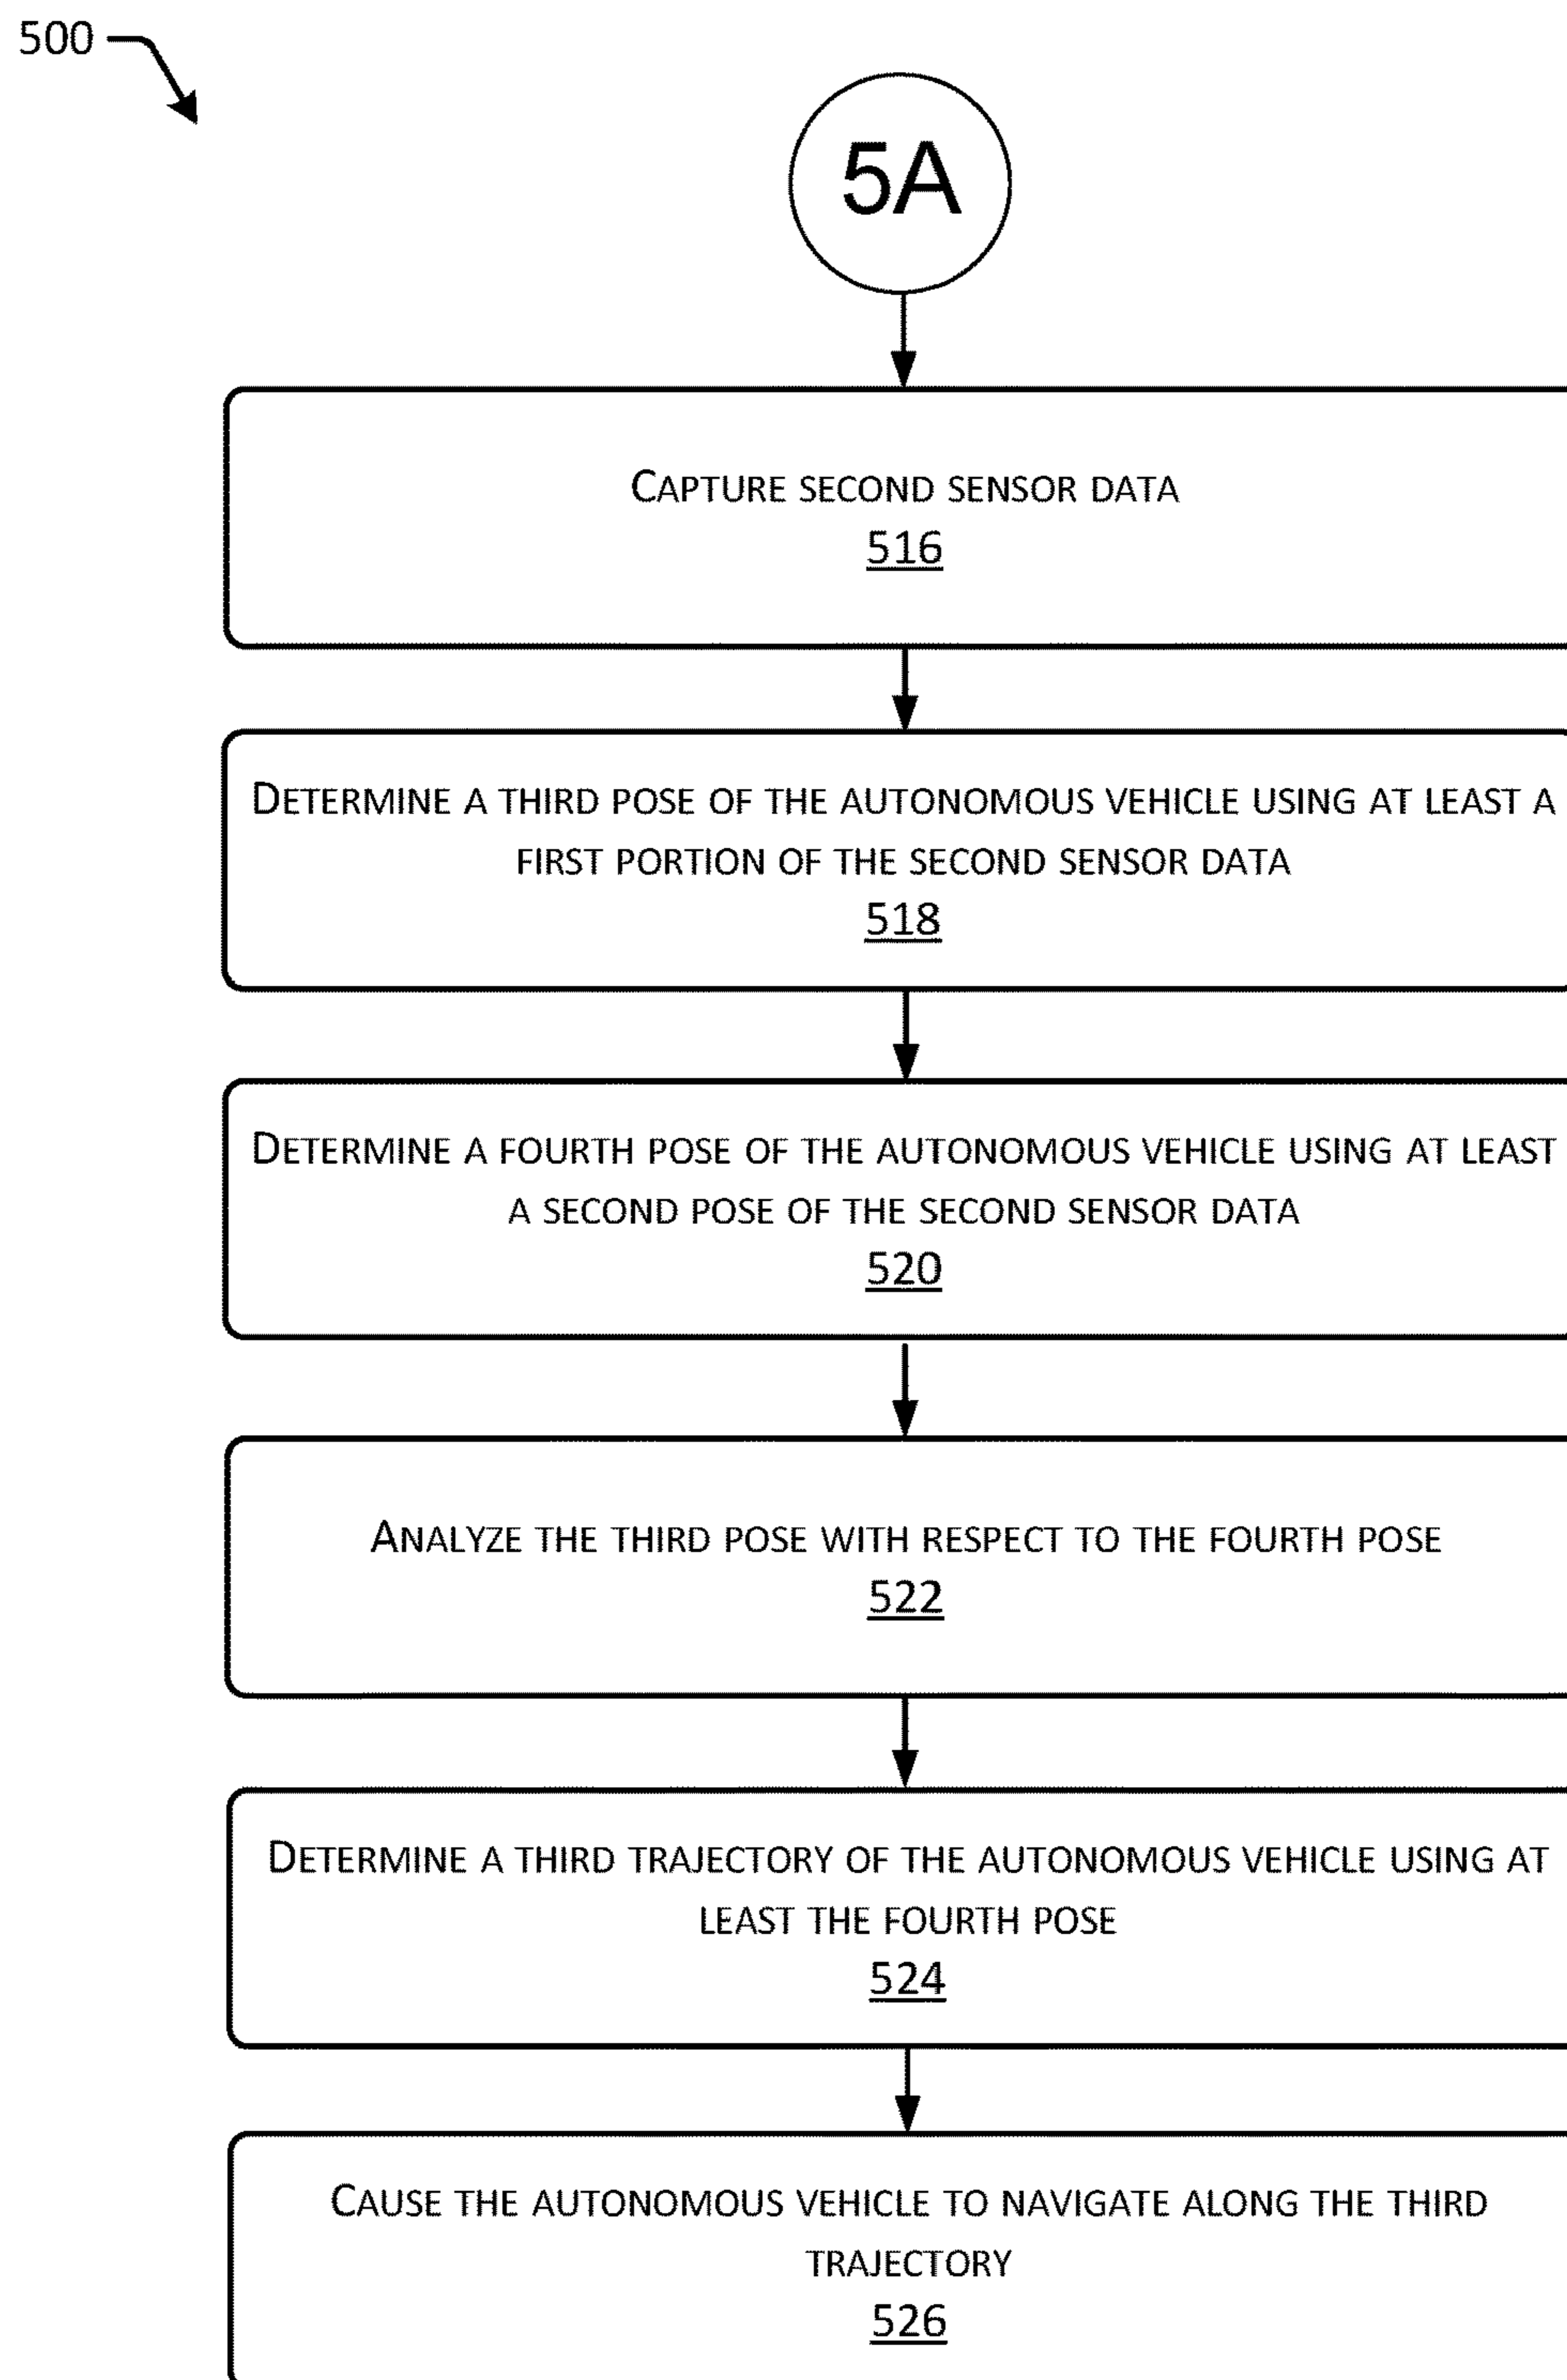 500
5A
CAPTURE SECOND SENSOR DATA
516
DETERMINE A THIRD POSE OF THE AUTONOMOUS VEHICLE USING AT LEAST A
FIRST PORTION OF THE SECOND SENSOR DATA
518
DETERMINE A FOURTH POSE OF THE AUTONOMOUS VEHICLE USING AT LEAST
A SECOND POSE OF THE SECOND SENSOR DATA
520
ANALYZE THE THIRD POSE WITH RESPECT TO THE FOURTH POSE
522
DETERMINE A THIRD TRAJECTORY OF THE AUTONOMOUS VEHICLE USING AT
LEAST THE FOURTH POSE
524
CAUSE THE AUTONOMOUS VEHICLE TO NAVIGATE ALONG THE THIRD
TRAJECTORY
526